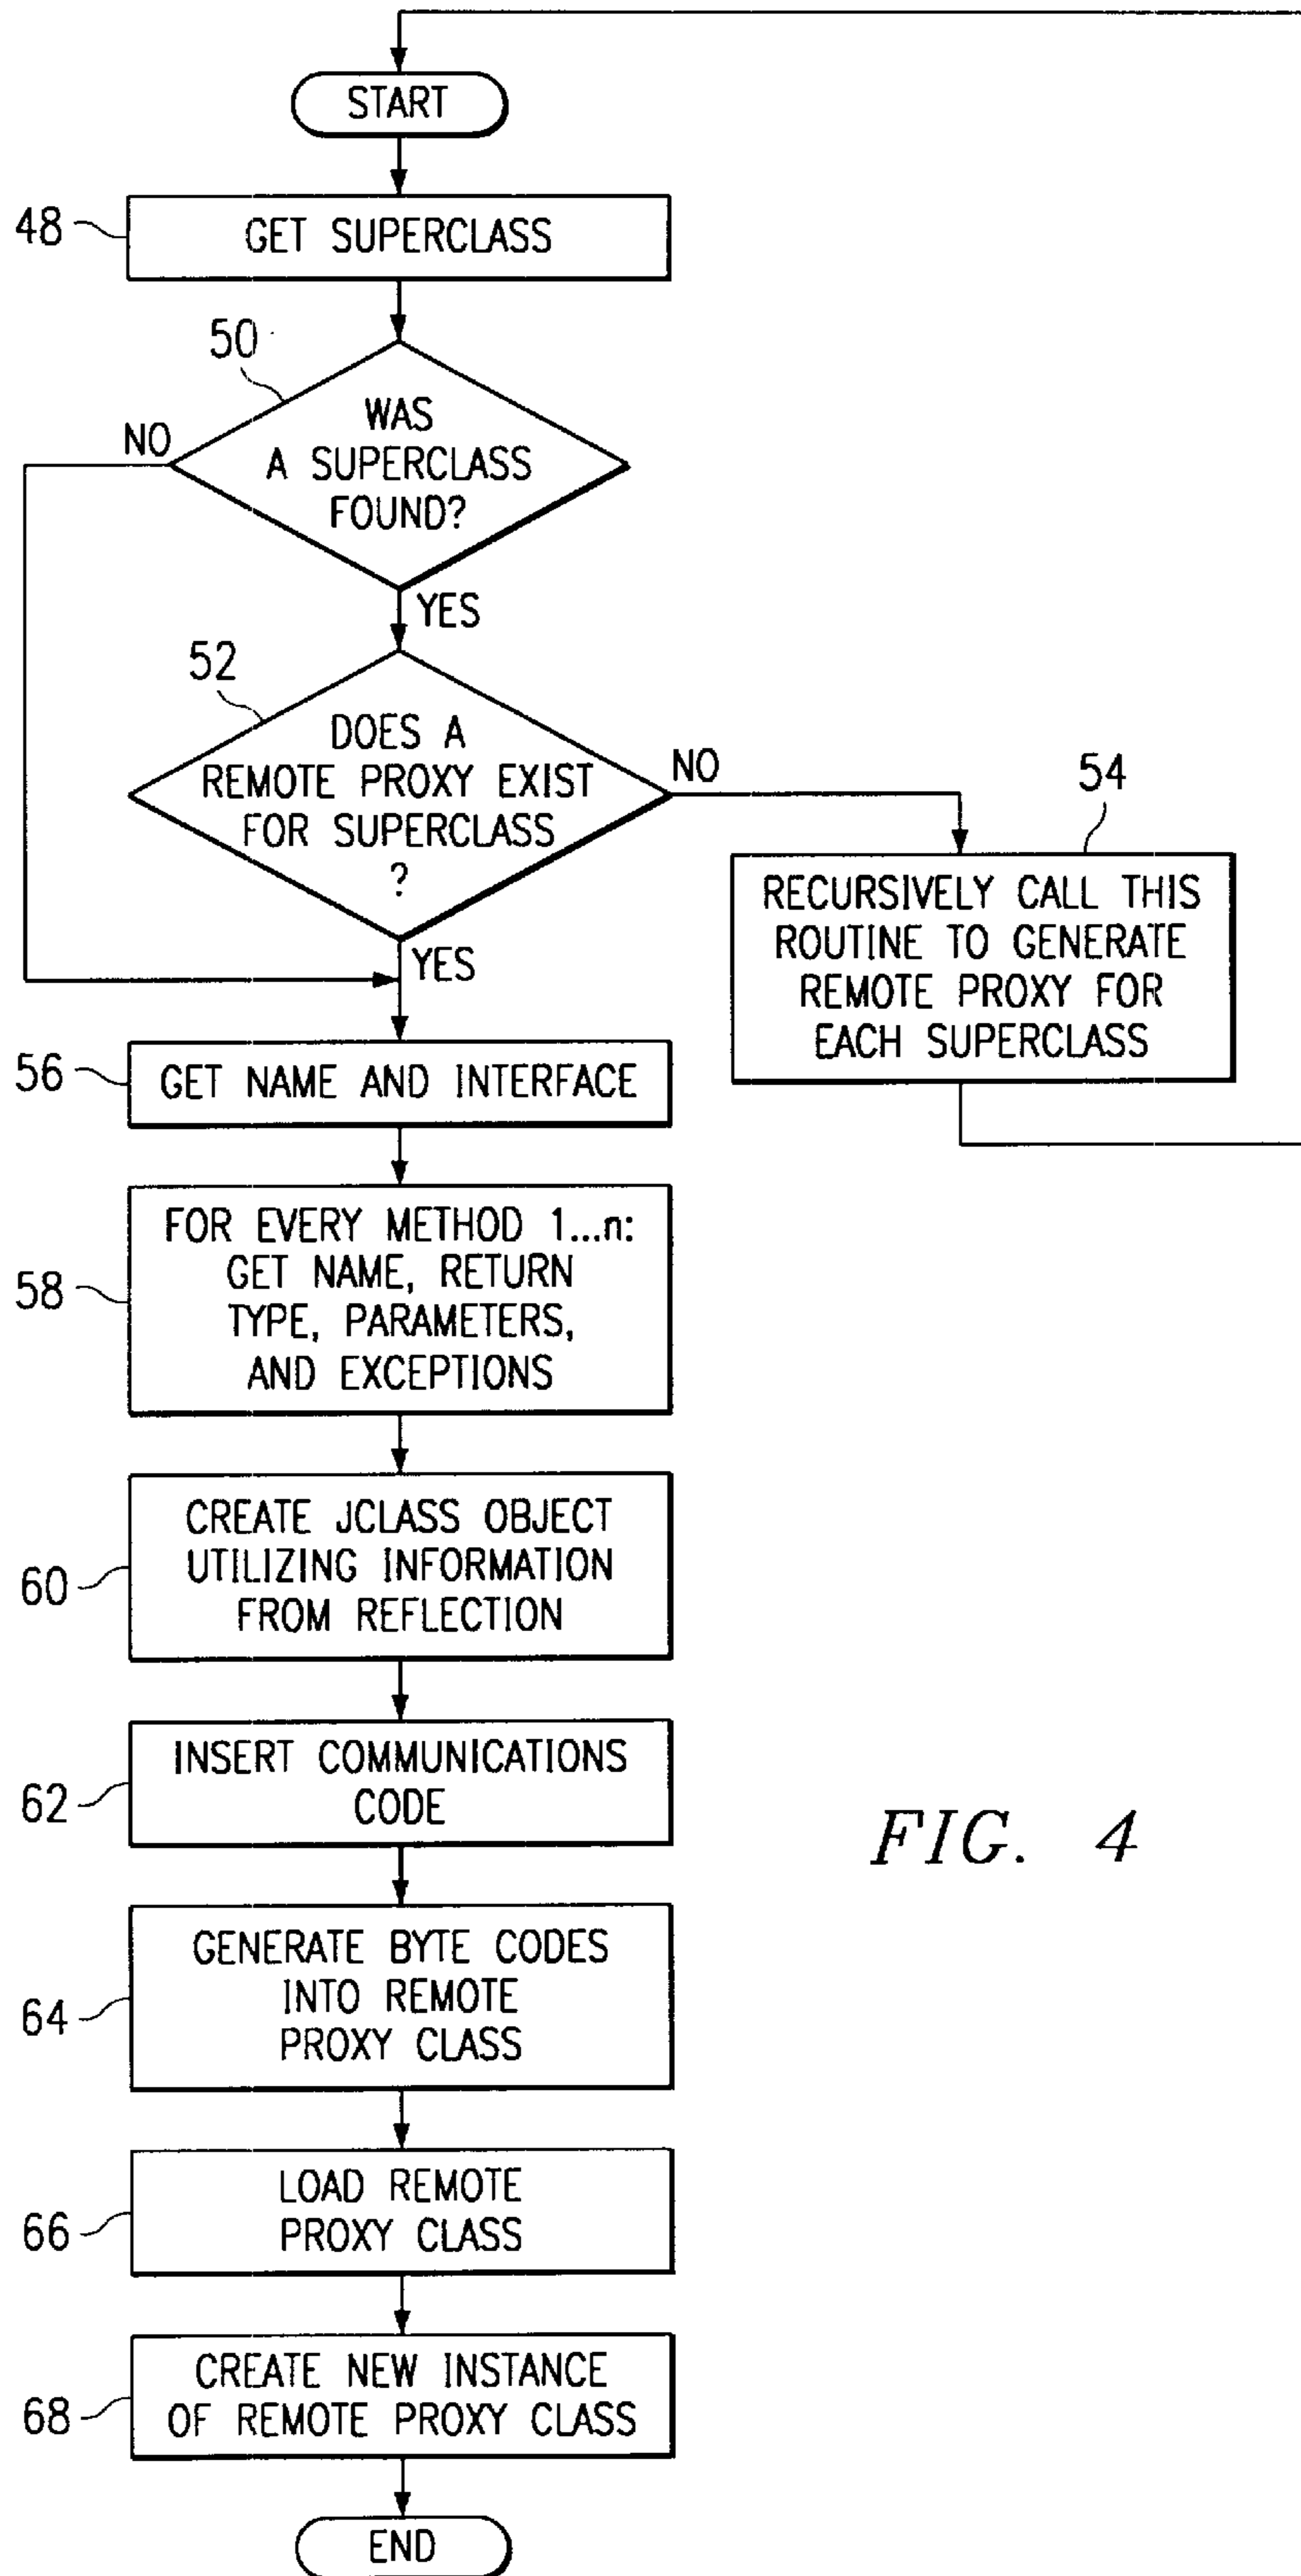 START
48
GET SUPERCLASS
50
WAS
A SUPERCLASS
FOUND?
NO
YES
52
DOES A
REMOTE PROXY EXIST
FOR SUPERCLASS
?
NO
YES
54
RECURSIVELY CALL THIS
ROUTINE TO GENERATE
REMOTE PROXY FOR
EACH SUPERCLASS
56
GET NAME AND INTERFACE
58
FOR EVERY METHOD 1...n:
GET NAME, RETURN
TYPE, PARAMETERS,
AND EXCEPTIONS
60
CREATE JCLASS OBJECT
UTILIZING INFORMATION
FROM REFLECTION
62
INSERT COMMUNICATIONS
CODE
FIG. 4
64
GENERATE BYTE CODES
INTO REMOTE
PROXY CLASS
66
LOAD REMOTE
PROXY CLASS
68
CREATE NEW INSTANCE
OF REMOTE PROXY CLASS
END